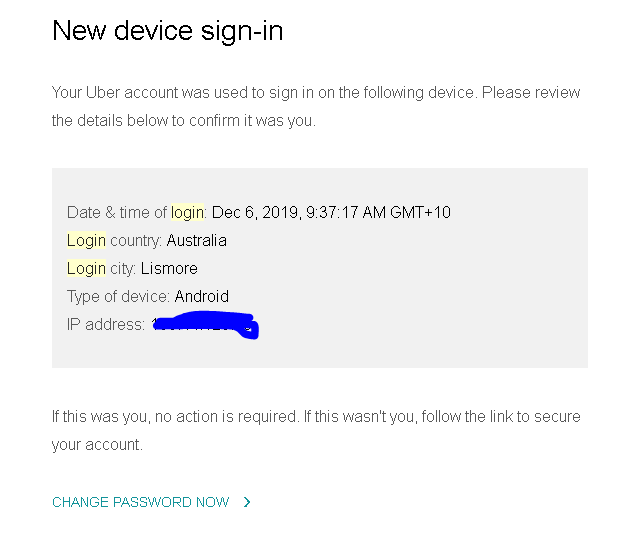 New device sign-in
Your Uber account was used to sign in on the following device. Please review
the details below to confirm it was you.
Date & time of login: Dec 6, 2019, 9:37:17 AM GMT+10
Login country: Australia
Login city: Lismore
Type of device: Android
IP address:
If this was you, no action is required. If this wasn't you, follow the link to secure
your account.
CHANGE PASSWORD NOW >